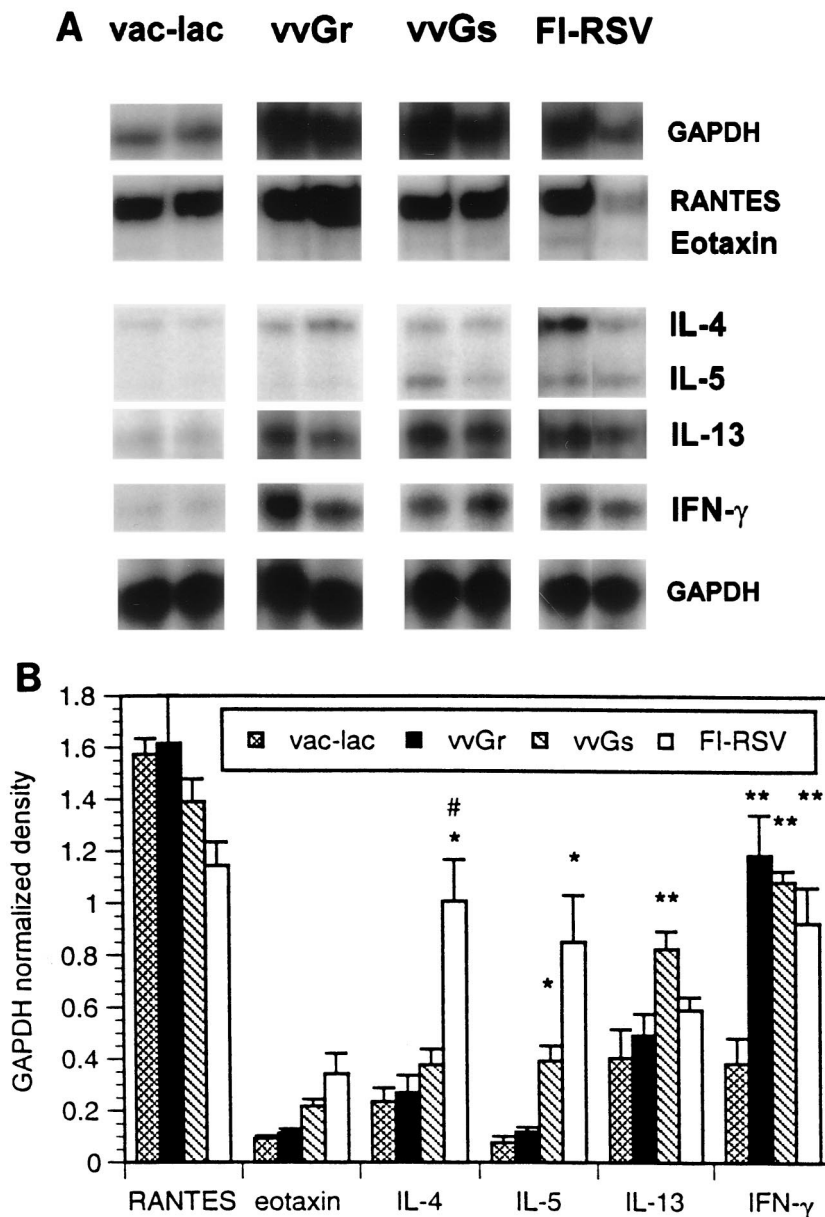 A vac-lac vvGr vvGs FI-RSV
GAPDH
RANTES
Eotaxin
IL-4
IL-5
IL-13
IFN-γ
GAPDH
B
1.8
1.6
1.4
1.2
1
0.8
0.6
0.4
0.2
0
GAPDH normalized density
vac-lac vvGr vvGs FI-RSV
#
*
*
*
**
**
**
**
RANTES eotaxin IL-4 IL-5 IL-13 IFN-γ